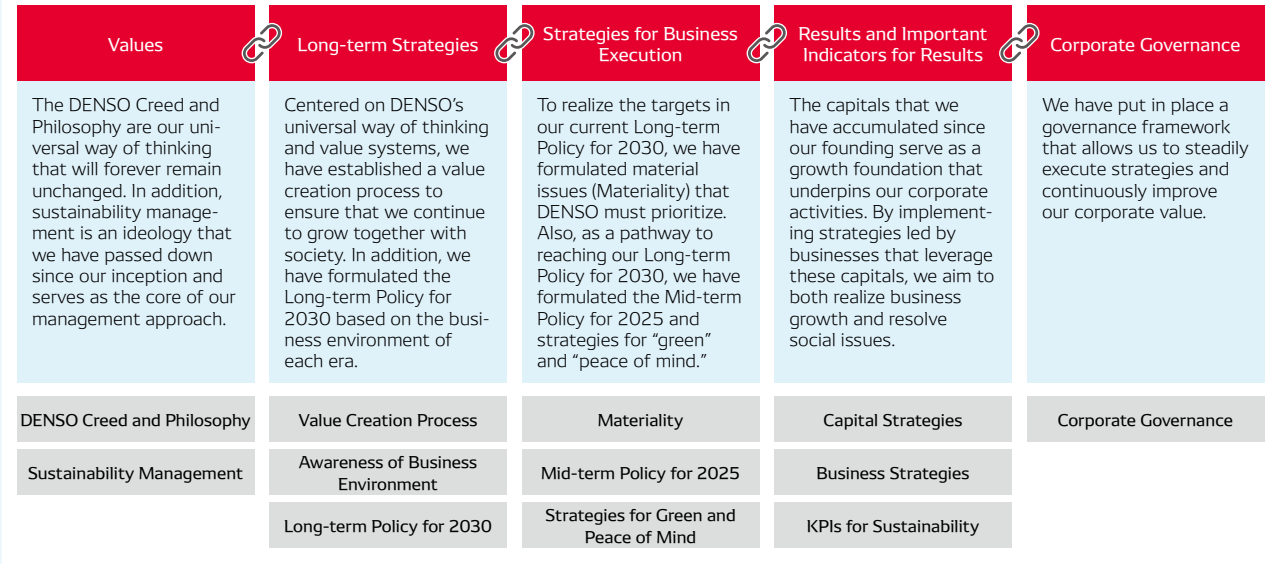 Values
Long-term Strategies
Strategies for Business
Execution
Results and Important
Indicators for Results
Corporate Governance
The DENSO Creed and
Philosophy are our uni-
versal way of thinking
that will forever remain
unchanged. In addition,
sustainability manage-
ment is an ideology that
we have passed down
since our inception and
serves as the core of our
management approach.
Centered on DENSO's
universal way of thinking
and value systems, we
have established a value
creation process to
ensure that we continue
to grow together with
society. In addition, we
have formulated the
Long-term Policy for
2030 based on the busi-
ness environment of
each era.
To realize the targets in
our current Long-term
Policy for 2030, we have
formulated material
issues (Materiality) that
DENSO must prioritize.
Also, as a pathway to
reaching our Long-term
Policy for 2030, we have
formulated the Mid-term
Policy for 2025 and
strategies for “green”
and “peace of mind.”
The capitals that we
have accumulated since
our founding serve as a
growth foundation that
underpins our corporate
activities. By implement-
ing strategies led by
businesses that leverage
these capitals, we aim to
both realize business
growth and resolve
social issues.
We have put in place a
governance framework
that allows us to steadily
execute strategies and
continuously improve
our corporate value.
DENSO Creed and Philosophy
Sustainability Management
Value Creation Process
Awareness of Business
Environment
Long-term Policy for 2030
Materiality
Mid-term Policy for 2025
Strategies for Green and
Peace of Mind
Capital Strategies
Business Strategies
KPIs for Sustainability
Corporate Governance